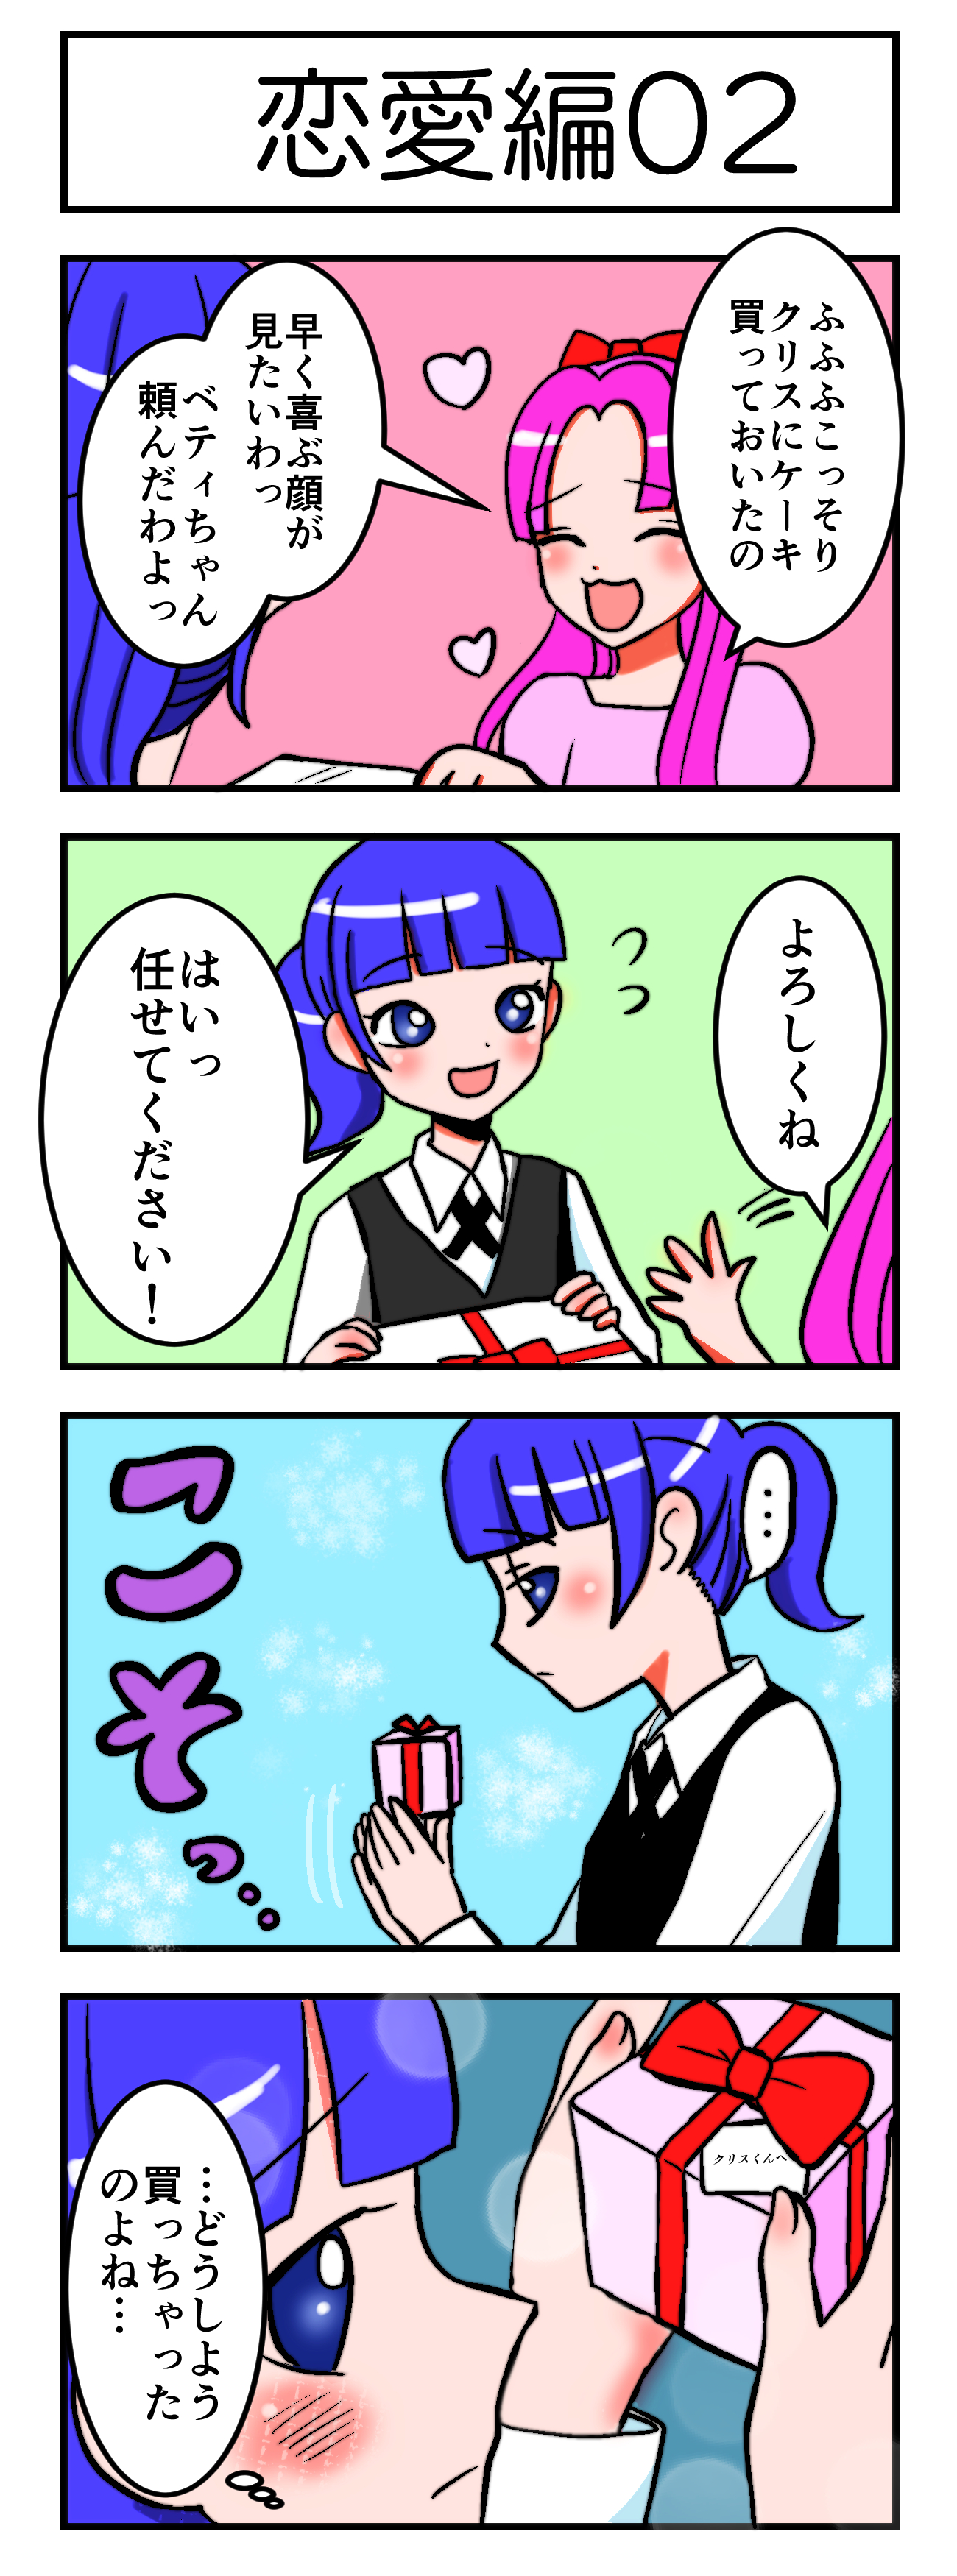 恋愛編02
ふふふこっそり
クリスにケーキ
買っておいたの
早く喜ぶ顔が
見たいわっ
ベティちゃん
頼んだわよっ
よろしくね
はいっ
任せてください！
…
こそっ…
クリスくんへ
…どうしよう
買っちゃった
のよね…